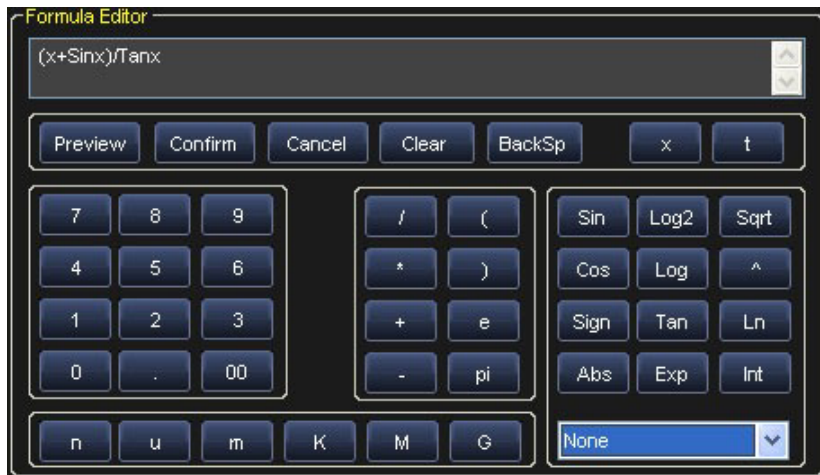 Formula Editor
(x+Sinx)/Tanx
Preview Confirm Cancel Clear BackSp x t
7 8 9 / ( Sin Log2 Sqrt
4 5 6 * ) Cos Log ^
1 2 3 + e Sign Tan Ln
0 . 00 - pi Abs Exp Int
n u m K M G None